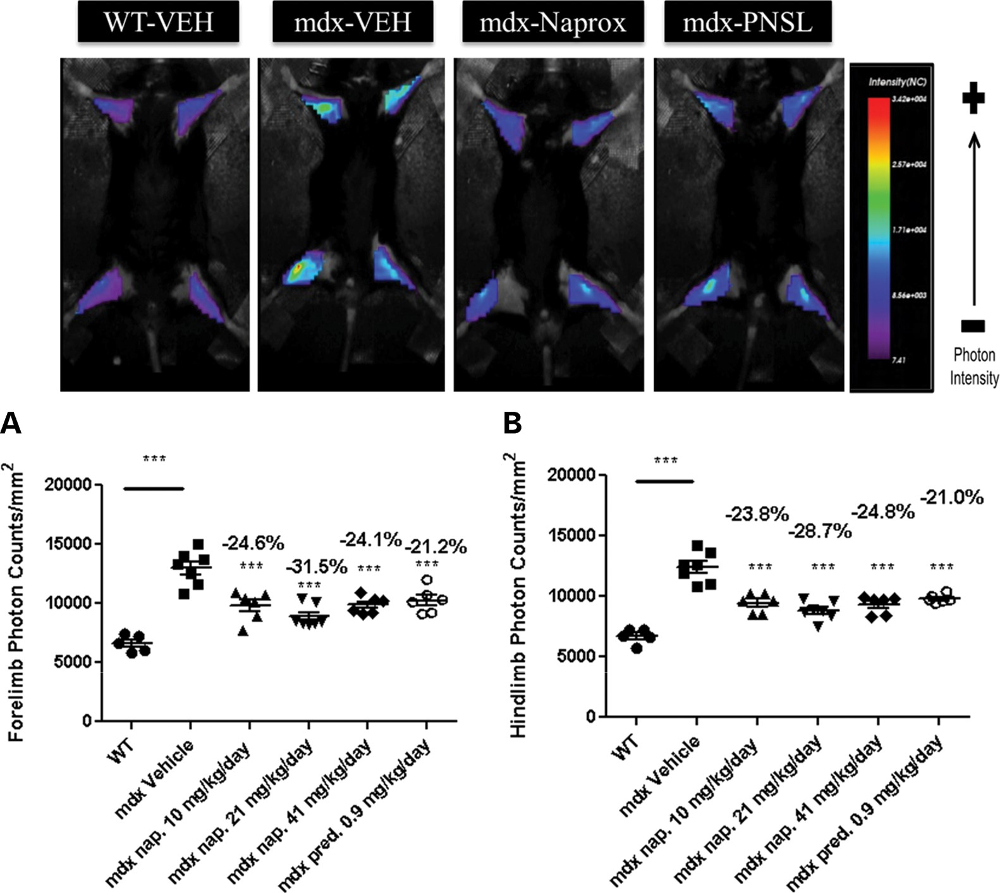 WT-VEH
mdx-VEH
mdx-Naprox
mdx-PNSL
Intensity(NC)
3.42e+004
2.57e+004
1.71e+004
8.56e+003
7.41
Photon
Intensity
A
Forelimb Photon Counts/mm²
20000
15000
10000
5000
0
***
-24.6%
***
-31.5%
***
-24.1%
***
-21.2%
***
WT
mdx Vehicle
mdx nap. 10 mg/kg/day
mdx nap. 21 mg/kg/day
mdx nap. 41 mg/kg/day
mdx pred. 0.9 mg/kg/day
B
Hindlimb Photon Counts/mm²
20000
15000
10000
5000
0
***
-23.8%
***
-28.7%
***
-24.8%
***
-21.0%
***
WT
mdx Vehicle
mdx nap. 10 mg/kg/day
mdx nap. 21 mg/kg/day
mdx nap. 41 mg/kg/day
mdx pred. 0.9 mg/kg/day